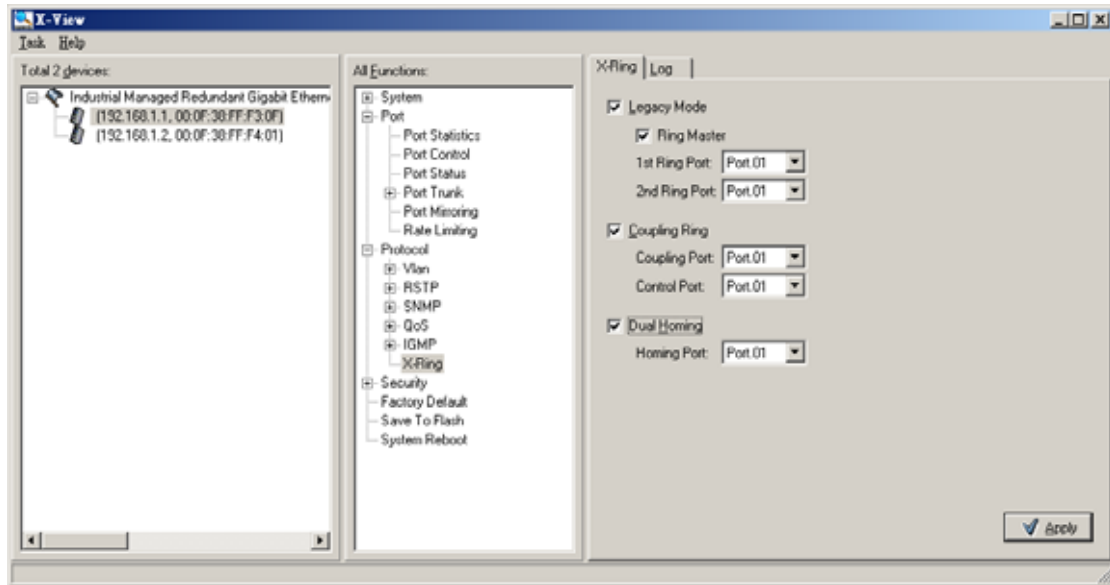 X-View
Task Help
Total 2 devices:
Industrial Managed Redundant Gigabit Ethern
(192.168.1.1, 00:0F:38:FF:F3:0F)
(192.168.1.2, 00:0F:38:FF:F4:01)
All Functions:
System
Port
Port Statistics
Port Control
Port Status
Port Trunk
Port Mirroring
Rate Limiting
Protocol
Vlan
RSTP
SNMP
QoS
IGMP
X-Ring
Security
Factory Default
Save To Flash
System Reboot
X-Ring Log
Legacy Mode
Ring Master
1st Ring Port: Port.01
2nd Ring Port: Port.01
Coupling Ring
Coupling Port: Port.01
Control Port: Port.01
Dual Homing
Homing Port: Port.01
Apply